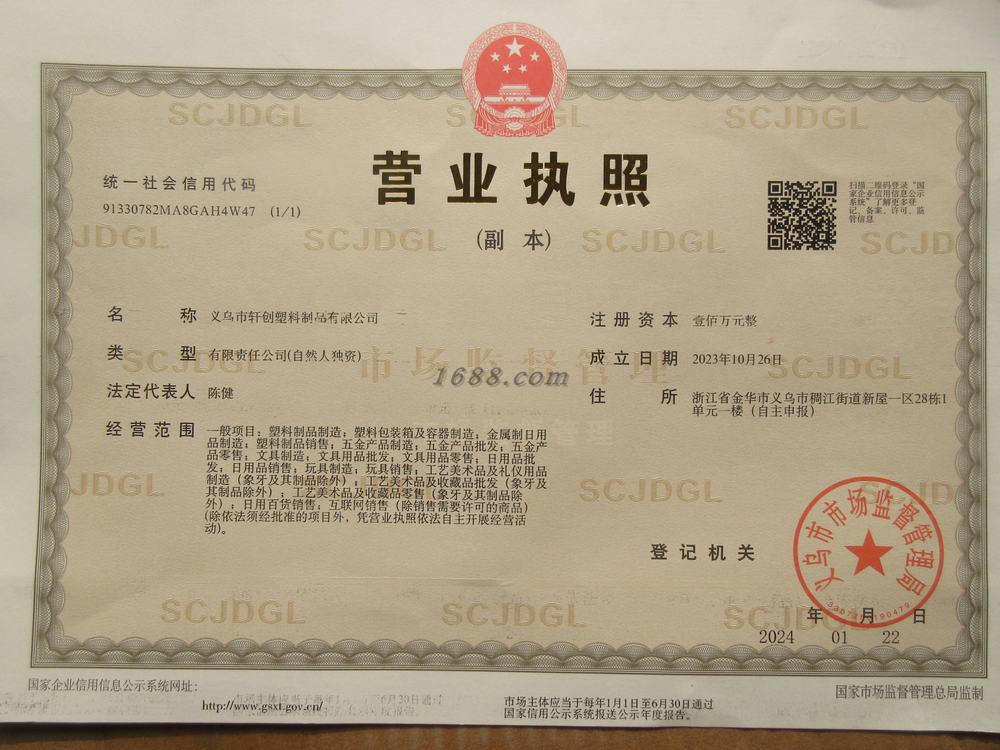 营业执照
(副 本)
统一社会信用代码
91330782MA8GAH4W47 (1/1)
扫描二维码登录“国
家企业信用信息公示
系统”了解更多登
记、备案、许可、监
管信息
名 称 义乌市轩创塑料制品有限公司
类 型 有限责任公司(自然人独资)
法定代表人 陈健
经营范围 一般项目：塑料制品制造；塑料包装箱及容器制造；金属制日用
品制造；塑料制品销售；五金产品制造；五金产品批发；五金产
品零售；文具制造；文具用品批发；文具用品零售；日用品批
发；日用品销售；玩具制造；玩具销售；工艺美术品及礼仪用品
制造（象牙及其制品除外）；工艺美术品及收藏品批发（象牙及
其制品除外）；工艺美术品及收藏品零售（象牙及其制品除
外）；日用百货销售；互联网销售（除销售需要许可的商品）
(除依法须经批准的项目外，凭营业执照依法自主开展经营活
动)。
注册资本 壹佰万元整
成立日期 2023年10月26日
住 所 浙江省金华市义乌市稠江街道新屋一区28栋1
单元一楼（自主申报）
1688.com
市场监督管理
SCJDGL
SCJDGL
JDGL
SCJDGL
SCJDGL
SCJD
SCJDGL
SCJDGL
JDGL
SCJDGL
SCJDGL
SCJDGL
登记机关
义乌市市场监督管理局
年 月 日
2024 01 22
国家企业信用信息公示系统网址：
http://www.gsxt.gov.cn/
市场主体应当于每年1月1日至6月30日通过
国家信用公示系统报送公示年度报告。
国家市场监督管理总局监制